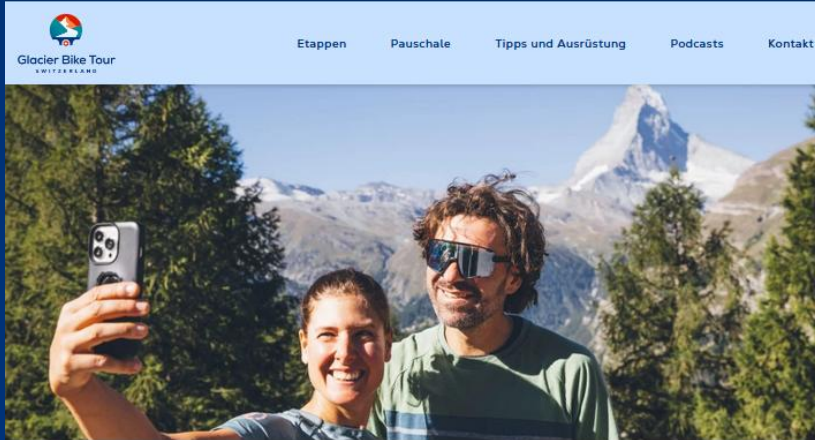 Glacier Bike Tour
SWITZERLAND
Etappen Pauschale Tipps und Ausrüstung Podcasts Kontakt